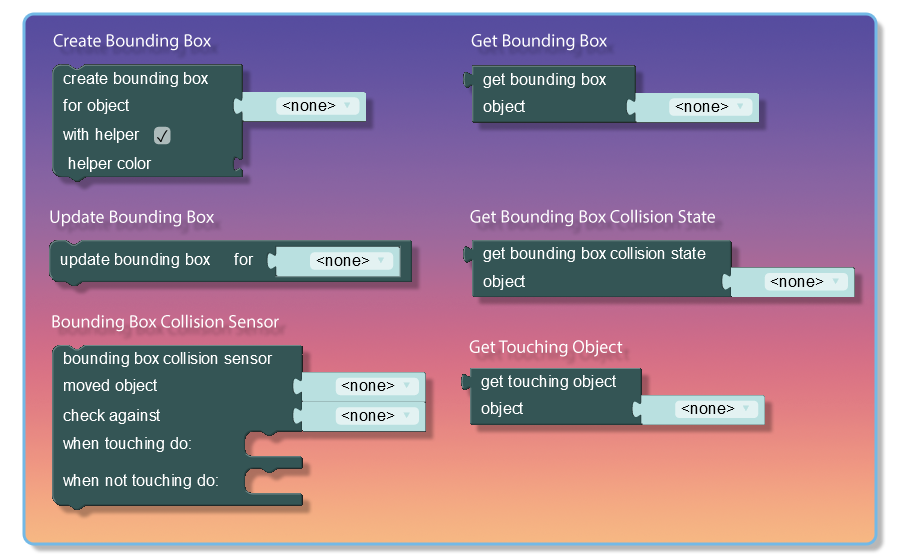 Create Bounding Box
create bounding box
for object <none>
with helper
helper color
Update Bounding Box
update bounding box for <none>
Bounding Box Collision Sensor
bounding box collision sensor
moved object <none>
check against <none>
when touching do:
when not touching do:
Get Bounding Box
get bounding box
object <none>
Get Bounding Box Collision State
get bounding box collision state
object <none>
Get Touching Object
get touching object
object <none>